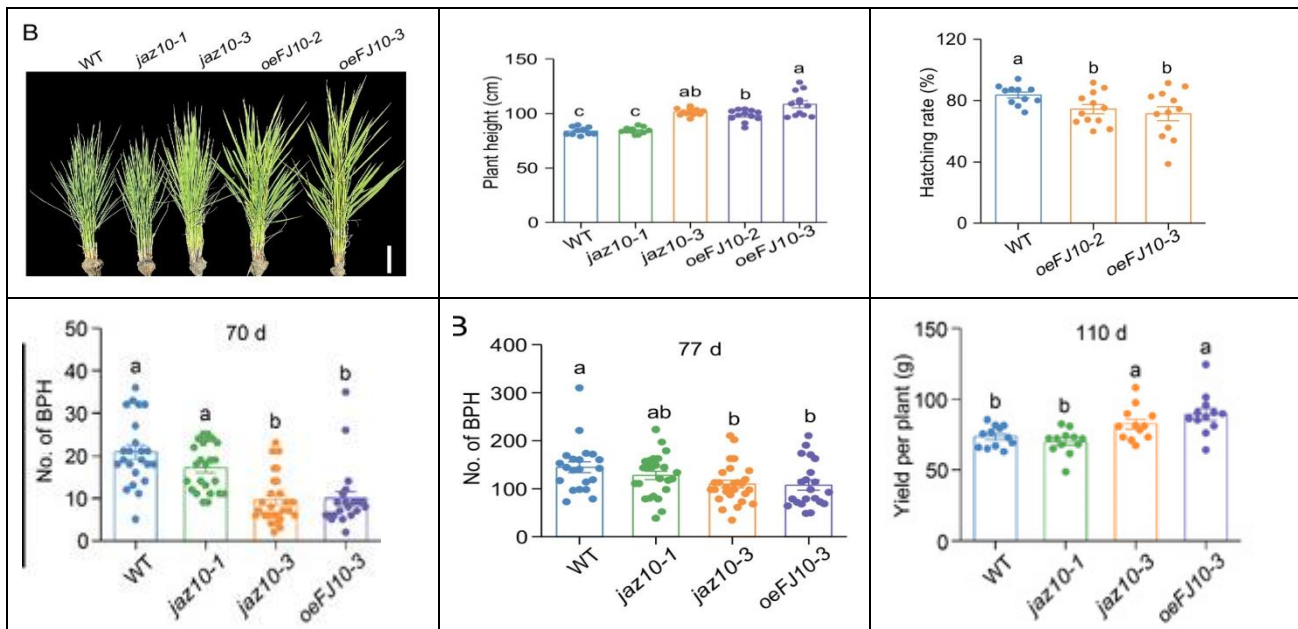 B
WT
jaz10-1
jaz10-3
oeFJ10-2
oeFJ10-3
Plant height (cm)
150
100
50
0
c
c
ab
b
a
WT
jaz10-1
jaz10-3
oeFJ10-2
oeFJ10-3
Hatching rate (%)
120
80
40
0
a
b
b
WT
oeFJ10-2
oeFJ10-3
70 d
No. of BPH
50
40
30
20
10
0
a
a
b
b
WT
jaz10-1
jaz10-3
oeFJ10-3
B
77 d
No. of BPH
400
300
200
100
0
a
ab
b
b
WT
jaz10-1
jaz10-3
oeFJ10-3
110 d
Yield per plant (g)
150
100
50
0
b
b
a
a
WT
jaz10-1
jaz10-3
oeFJ10-3